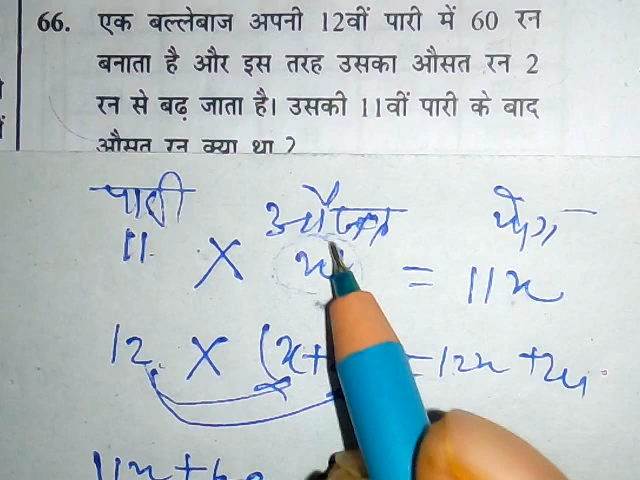 66. एक बल्लेबाज अपनी 12वीं पारी में 60 रन
बनाता है और इस तरह उसका औसत रन 2
रन से बढ़ जाता है। उसकी 11वीं पारी के बाद
औसत रन क्या था ?
पारी औसत योग
11 × x = 11x
12 × (x+ =12x +24
11x+60